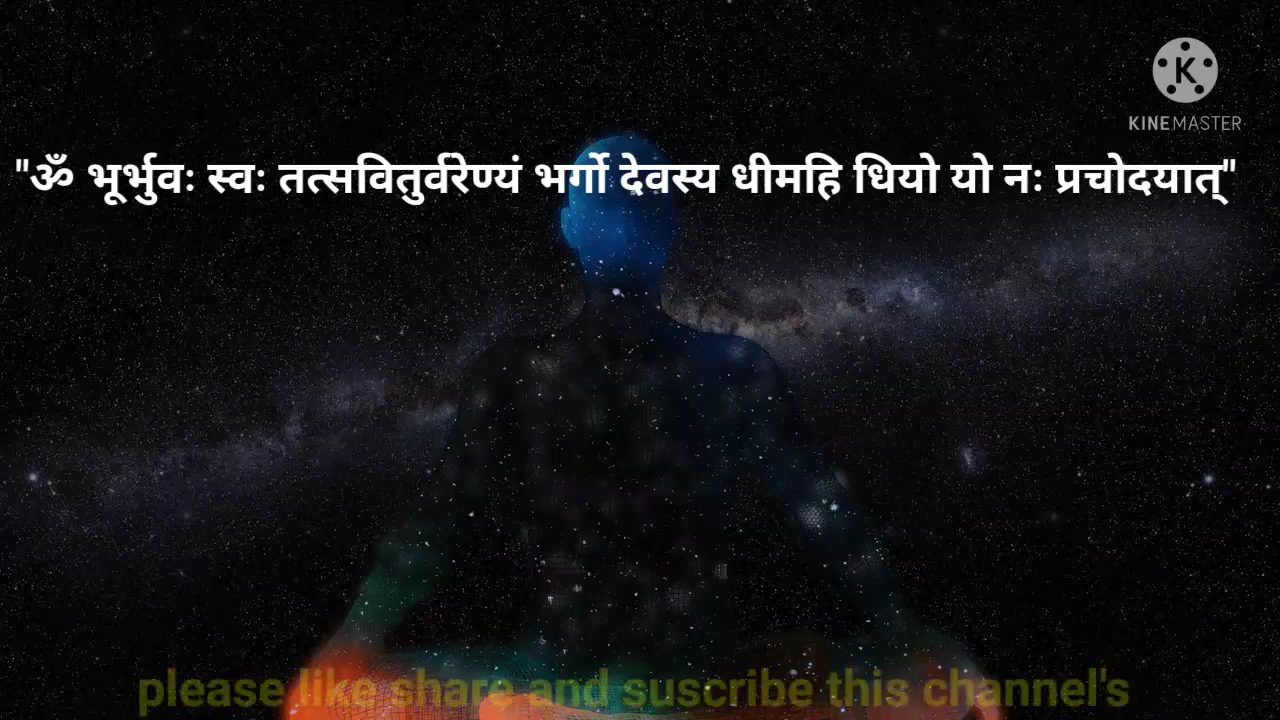 KINEMASTER
"ॐ भूर्भुवः स्वः तत्सवितुर्वरेण्यं भर्गो देवस्य धीमहि धियो यो नः प्रचोदयात्"
please like share and suscribe this channel's